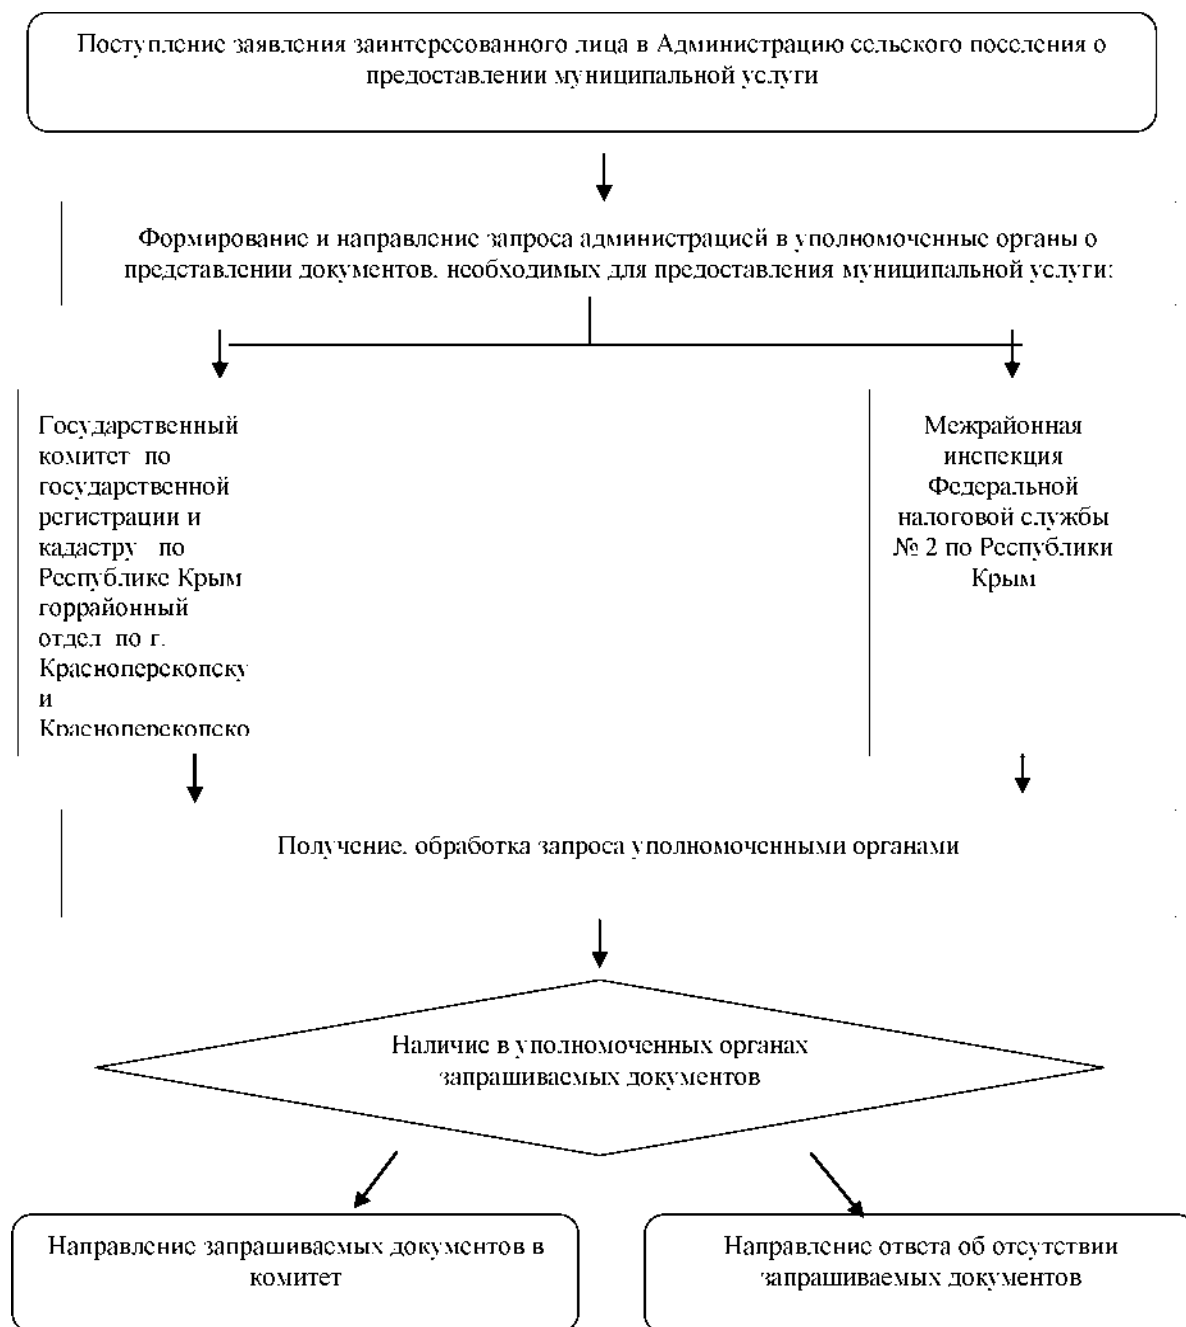 Поступление заявления заинтересованного лица в Администрацию сельского поселения о
предоставлении муниципальной услуги
Формирование и направление запроса администрацией в уполномоченные органы о
представлении документов, необходимых для предоставления муниципальной услуги:
Государственный
комитет по
государственной
регистрации и
кадастру по
Республике Крым
горрайонный
отдел по г.
Красноперекопску
и
Красноперекопско
Межрайонная
инспекция
Федеральной
налоговой службы
№ 2 по Республики
Крым
Получение, обработка запроса уполномоченными органами
Наличие в уполномоченных органах
запрашиваемых документов
Направление запрашиваемых документов в
комитет
Направление ответа об отсутствии
запрашиваемых документов